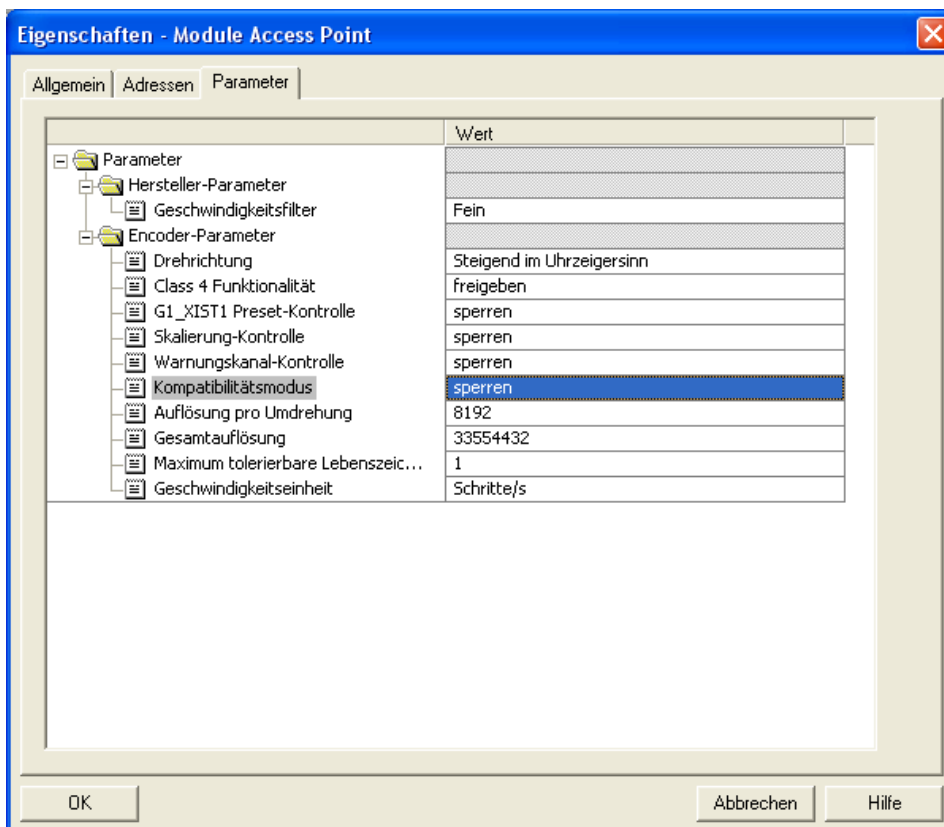 Eigenschaften - Module Access Point
Allgemein Adressen Parameter
Wert
Parameter
Hersteller-Parameter
Geschwindigkeitsfilter Fein
Encoder-Parameter
Drehrichtung Steigend im Uhrzeigersinn
Class 4 Funktionalität freigeben
G1_XIST1 Preset-Kontrolle sperren
Skalierung-Kontrolle sperren
Warnungskanal-Kontrolle sperren
Kompatibilitätsmodus sperren
Auflösung pro Umdrehung 8192
Gesamtauflösung 33554432
Maximum tolerierbare Lebenszeic... 1
Geschwindigkeitseinheit Schritte/s
OK Abbrechen Hilfe